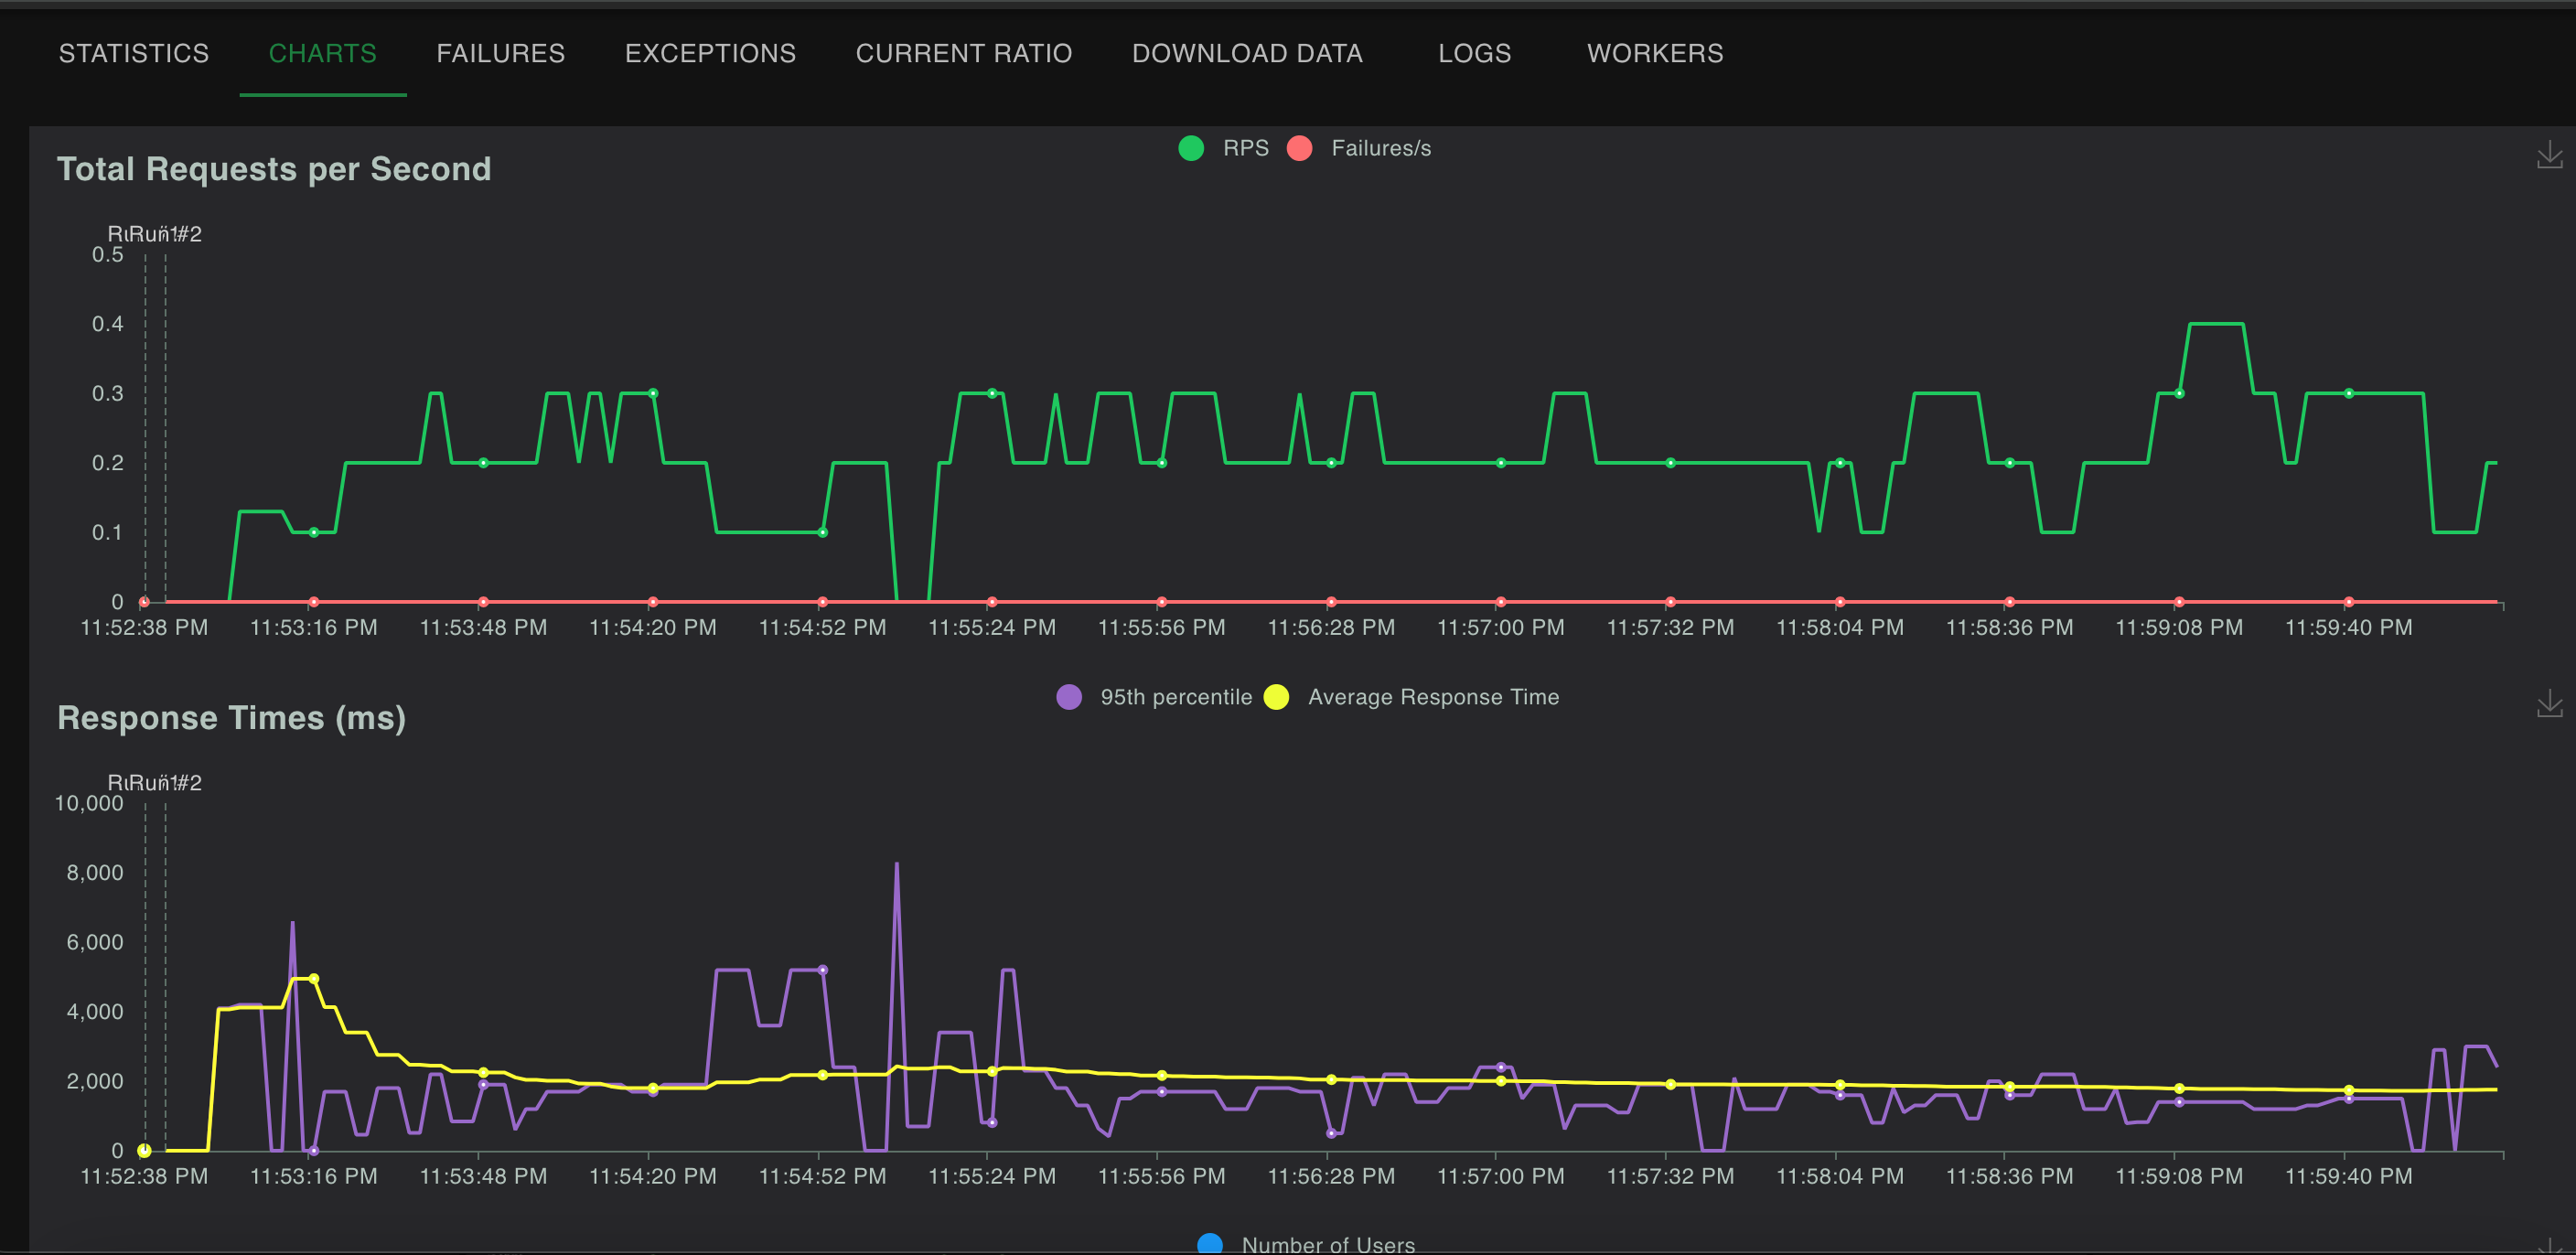 STATISTICS CHARTS FAILURES EXCEPTIONS CURRENT RATIO DOWNLOAD DATA LOGS WORKERS
RPS Failures/s
Total Requests per Second
#2
0.5
0.4
0.3
0.2
0.1
0
11:52:38 PM 11:53:16 PM 11:53:48 PM 11:54:20 PM 11:54:52 PM 11:55:24 PM 11:55:56 PM 11:56:28 PM 11:57:00 PM 11:57:32 PM 11:58:04 PM 11:58:36 PM 11:59:08 PM 11:59:40 PM
95th percentile Average Response Time
Response Times (ms)
#2
10,000
8,000
6,000
4,000
2,000
0
11:52:38 PM 11:53:16 PM 11:53:48 PM 11:54:20 PM 11:54:52 PM 11:55:24 PM 11:55:56 PM 11:56:28 PM 11:57:00 PM 11:57:32 PM 11:58:04 PM 11:58:36 PM 11:59:08 PM 11:59:40 PM
Number of Users